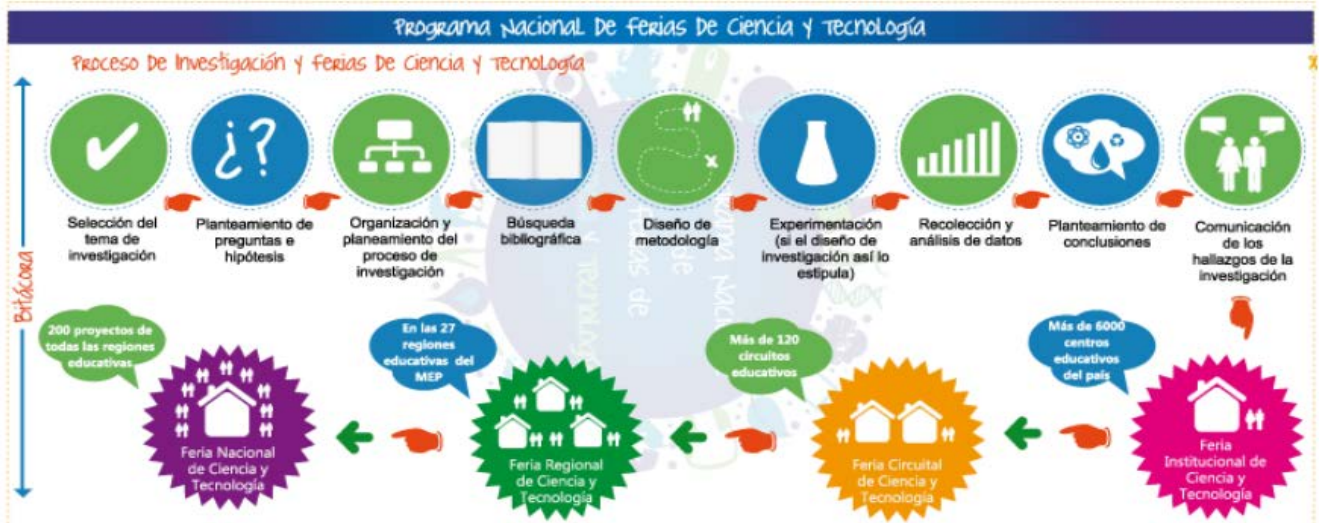 Programa Nacional De Ferias De Ciencia Y Tecnología
Proceso De Investigación y Ferias De Ciencia y Tecnología
Bitácora
Selección del
tema de
investigación
Planteamiento de
preguntas e
hipótesis
Organización y
planeamiento del
proceso de
investigación
Búsqueda
bibliográfica
Diseño de
metodología
Experimentación
(si el diseño de
investigación así lo
estipula)
Recolección y
análisis de datos
Planteamiento de
conclusiones
Comunicación
de los
hallazgos de la
investigación
200 proyectos de
todas las regiones
educativas
Feria Nacional
de Ciencia y
Tecnología
En las 27
regiones
educativas del
MEP
Feria Regional
de Ciencia y
Tecnología
Más de 120
circuitos
educativos
Feria Circuital
de Ciencia y
Tecnología
Más de 6000
centros
educativos
del país
Feria
Institucional de
Ciencia y
Tecnología